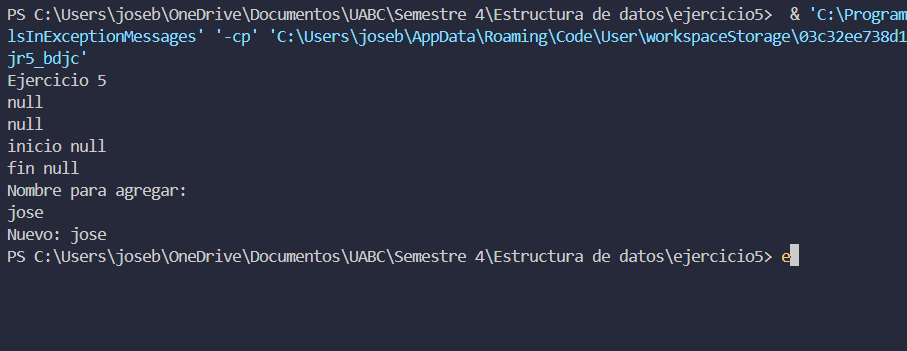 PS C:\Users\joseb\OneDrive\Documentos\UABC\Semestre 4\Estructura de datos\ejercicio5>  & 'C:\Program
lsInExceptionMessages' '-cp' 'C:\Users\joseb\AppData\Roaming\Code\User\workspaceStorage\03c32ee738d1
jr5_bdjc'
Ejercicio 5
null
null
inicio null
fin null
Nombre para agregar:
jose
Nuevo: jose
PS C:\Users\joseb\OneDrive\Documentos\UABC\Semestre 4\Estructura de datos\ejercicio5> e